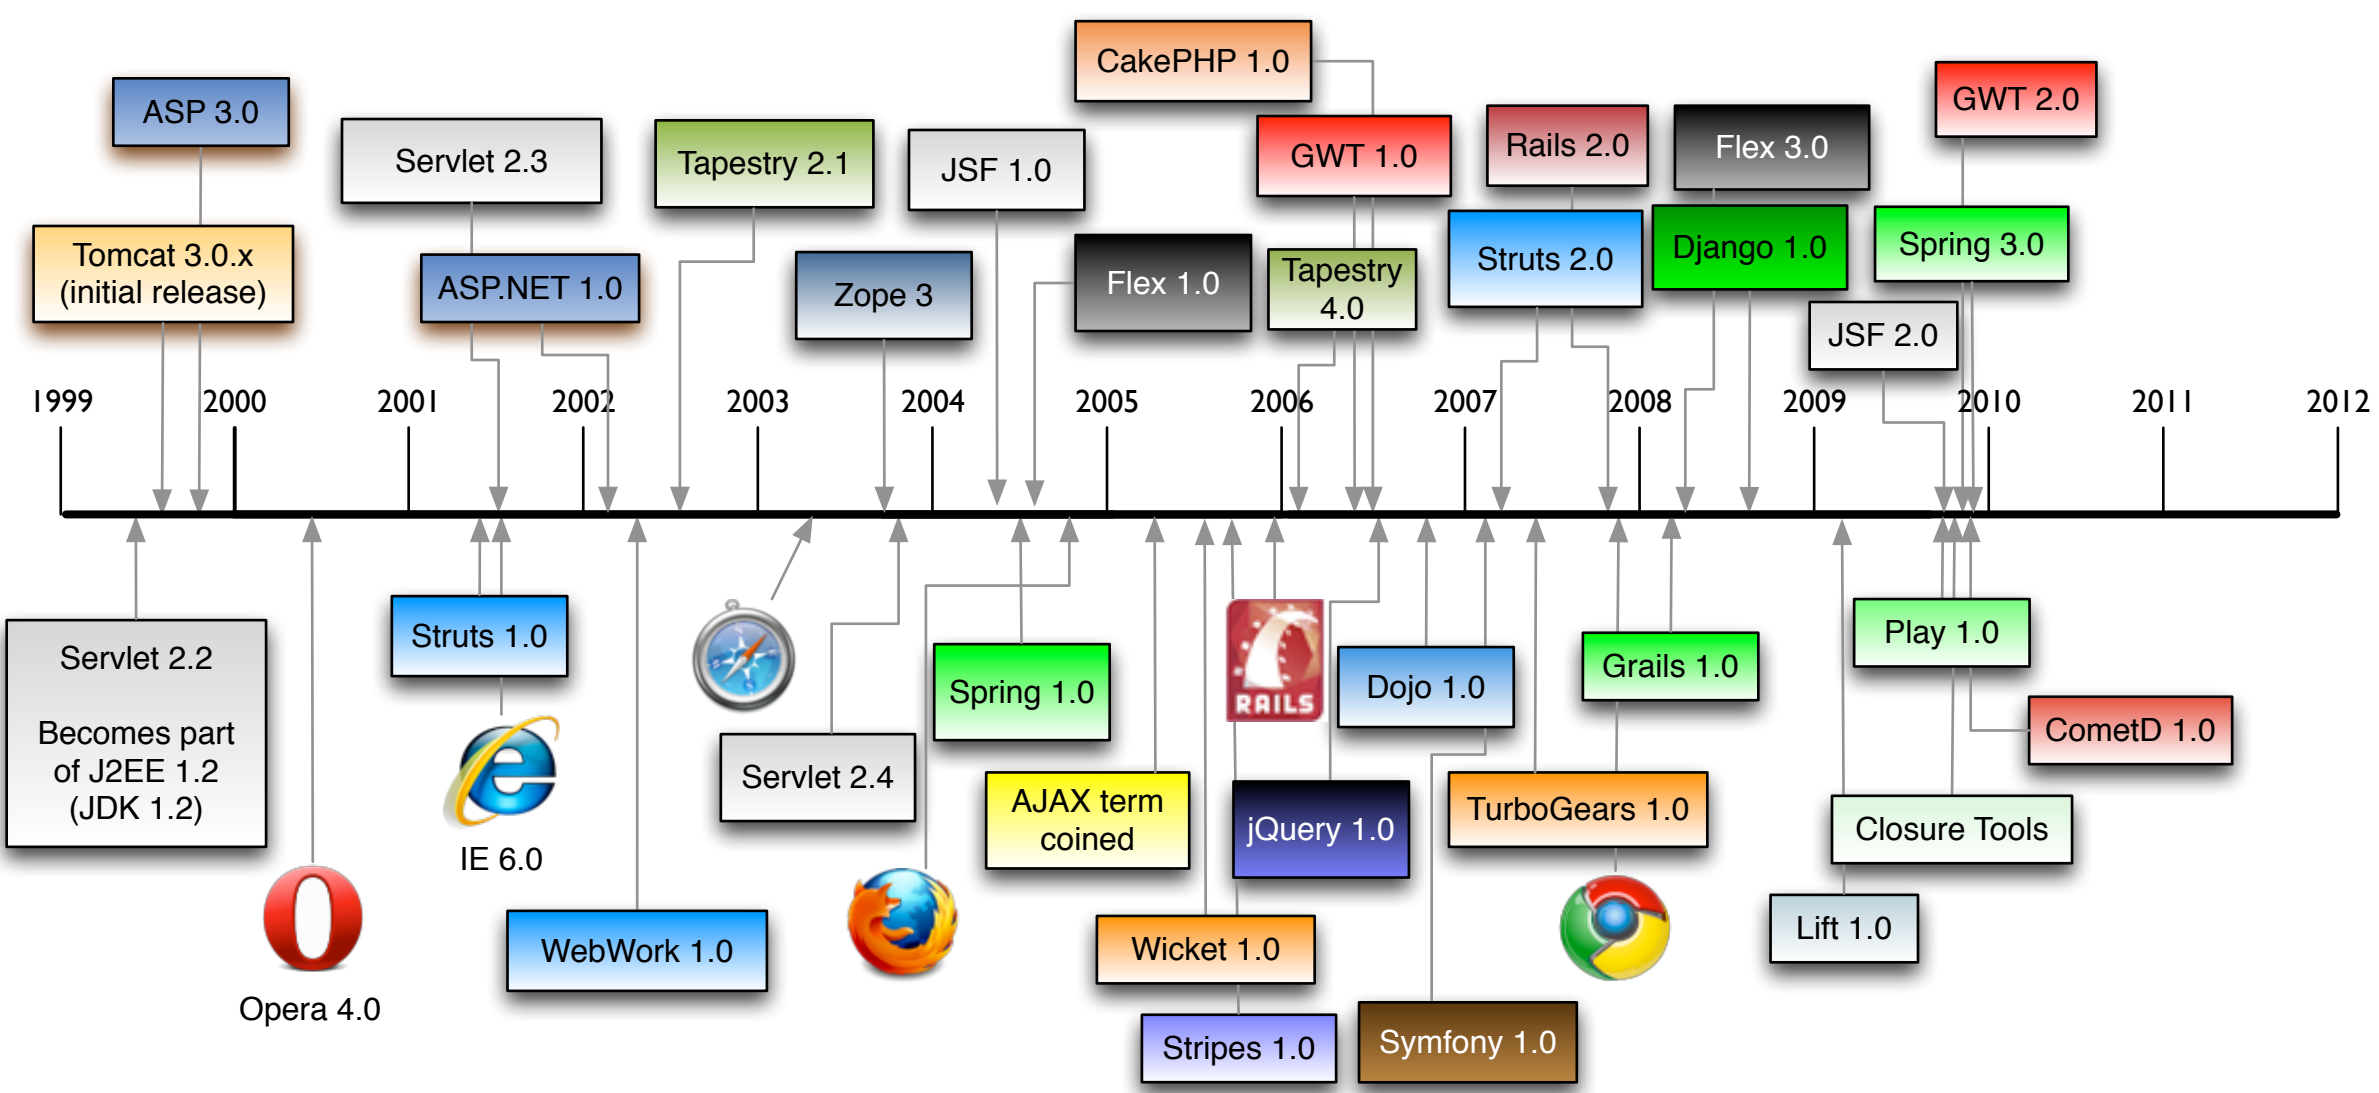 CakePHP 1.0
ASP 3.0
GWT 2.0
Servlet 2.3
Tapestry 2.1
JSF 1.0
GWT 1.0
Rails 2.0
Flex 3.0
Tomcat 3.0.x
(initial release)
ASP.NET 1.0
Zope 3
Flex 1.0
Tapestry
4.0
Struts 2.0
Django 1.0
Spring 3.0
JSF 2.0
1999
2000
2001
2002
2003
2004
2005
2006
2007
2008
2009
2010
2011
2012
Servlet 2.2
Becomes part
of J2EE 1.2
(JDK 1.2)
Opera 4.0
Struts 1.0
IE 6.0
WebWork 1.0
Servlet 2.4
Spring 1.0
AJAX term
coined
RAILS
Wicket 1.0
Stripes 1.0
jQuery 1.0
Dojo 1.0
Symfony 1.0
TurboGears 1.0
Grails 1.0
Play 1.0
CometD 1.0
Closure Tools
Lift 1.0